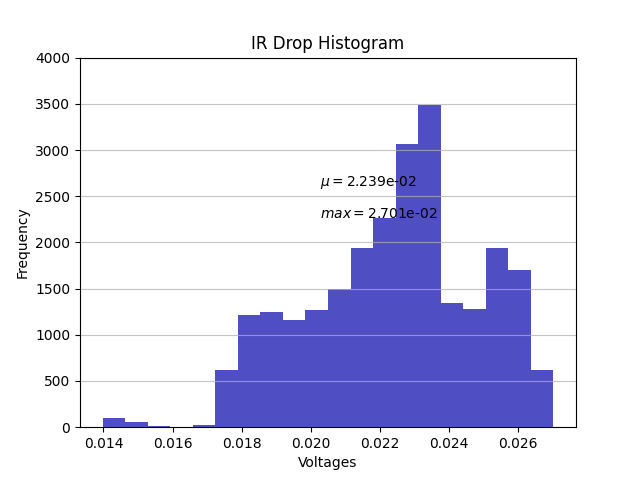 IR Drop Histogram
4000
3500
3000
2500
2000
1500
1000
500
0
Frequency
μ = 2.239e-02
max = 2.701e-02
0.014 0.016 0.018 0.020 0.022 0.024 0.026
Voltages